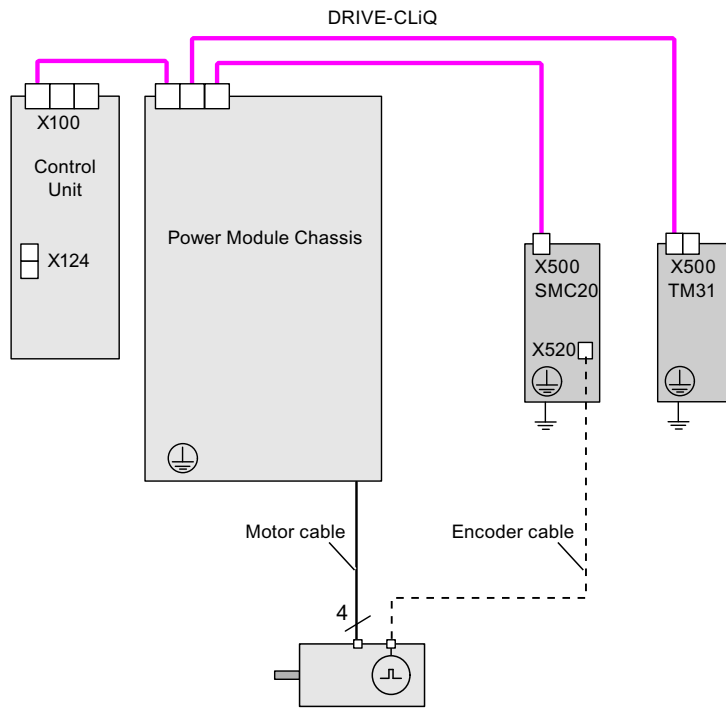 DRIVE-CLiQ
X100
Control
Unit
X124
Power Module Chassis
X500
SMC20
X520
X500
TM31
Motor cable
Encoder cable
4